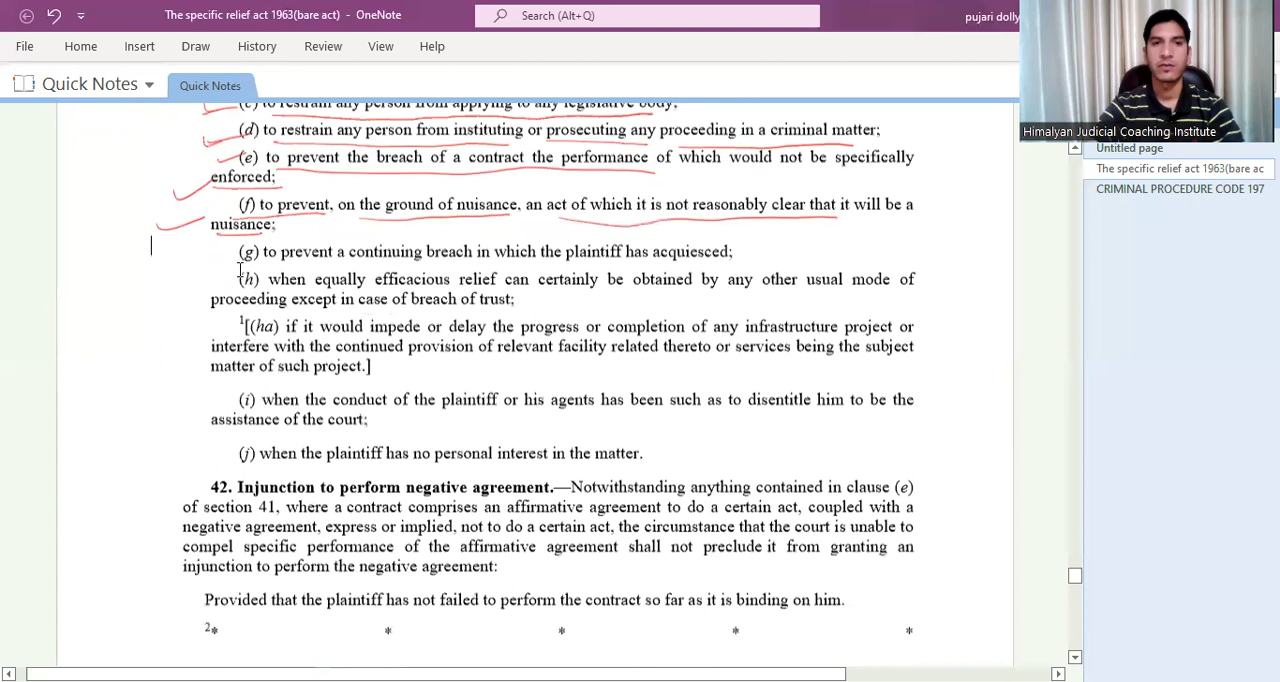 The specific relief act 1963(bare act) - OneNote
Search (Alt+Q)
pujari dolly
File Home Insert Draw History Review View Help
Quick Notes
Quick Notes
(c) to restrain any person from applying to any legislative body;
(d) to restrain any person from instituting or prosecuting any proceeding in a criminal matter;
(e) to prevent the breach of a contract the performance of which would not be specifically
enforced;
(f) to prevent, on the ground of nuisance, an act of which it is not reasonably clear that it will be a
nuisance;
(g) to prevent a continuing breach in which the plaintiff has acquiesced;
(h) when equally efficacious relief can certainly be obtained by any other usual mode of
proceeding except in case of breach of trust;
1[(ha) if it would impede or delay the progress or completion of any infrastructure project or
interfere with the continued provision of relevant facility related thereto or services being the subject
matter of such project.]
(i) when the conduct of the plaintiff or his agents has been such as to disentitle him to be the
assistance of the court;
(j) when the plaintiff has no personal interest in the matter.
42. Injunction to perform negative agreement.—Notwithstanding anything contained in clause (e)
of section 41, where a contract comprises an affirmative agreement to do a certain act, coupled with a
negative agreement, express or implied, not to do a certain act, the circumstance that the court is unable to
compel specific performance of the affirmative agreement shall not preclude it from granting an
injunction to perform the negative agreement:
Provided that the plaintiff has not failed to perform the contract so far as it is binding on him.
2* * * * *
Himalyan Judicial Coaching Institute
Untitled page
The specific relief act 1963(bare ac
CRIMINAL PROCEDURE CODE 197